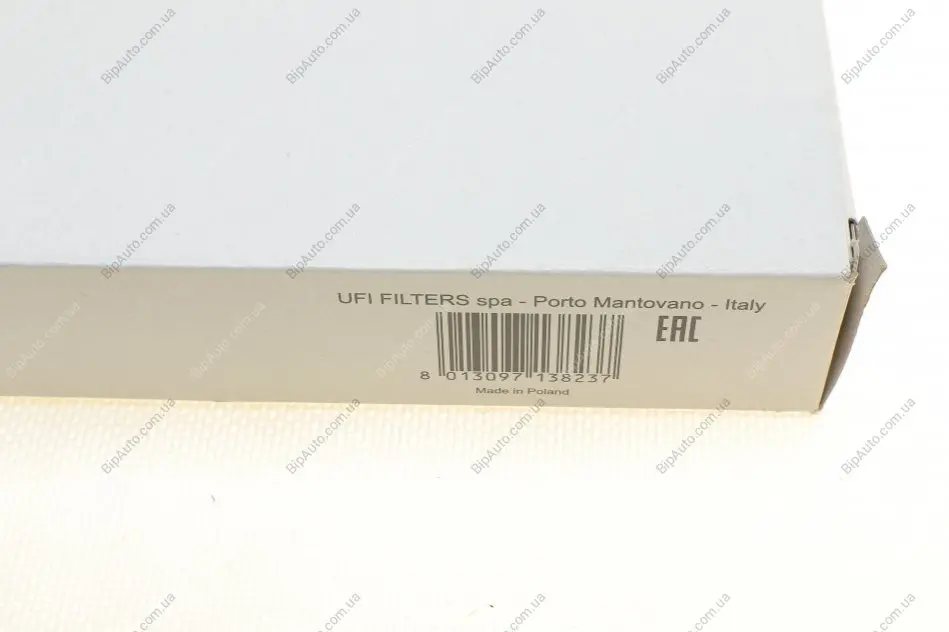 UFI FILTERS spa - Porto Mantovano - Italy
EAC
8 013097 138237
Made in Poland
BipAuto.com.ua